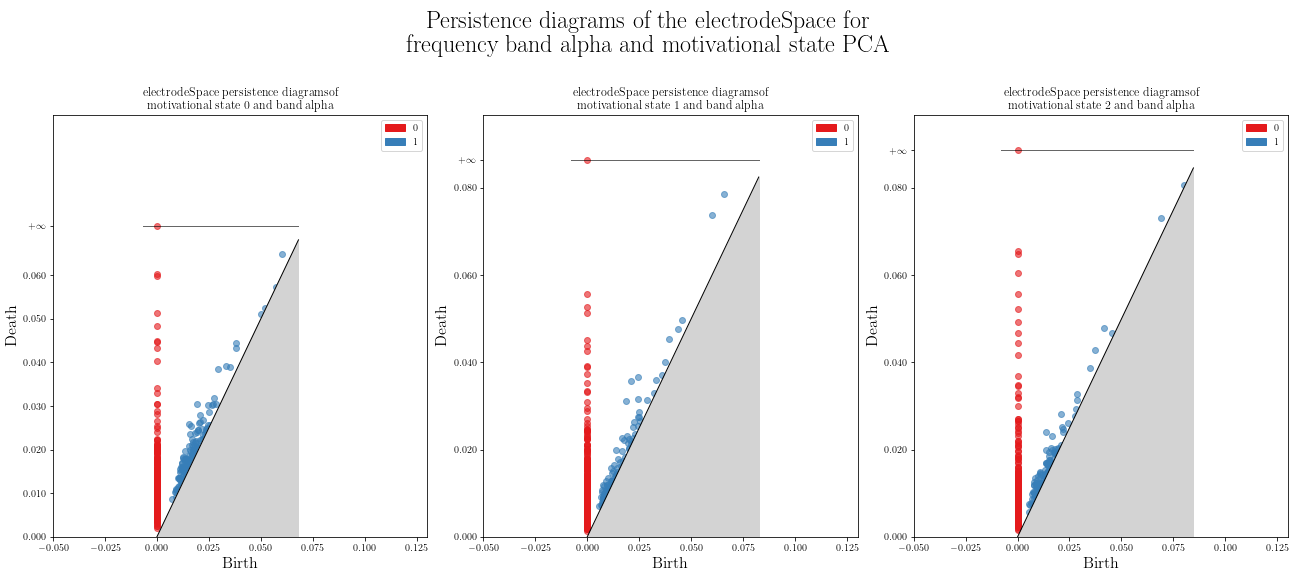 Persistence diagrams of the electrodeSpace for
frequency band alpha and motivational state PCA
electrodeSpace persistence diagramsof
motivational state 0 and band alpha
0
1
+∞
0.060
0.050
0.040
0.030
0.020
0.010
0.000
Death
−0.050 −0.025 0.000 0.025 0.050 0.075 0.100 0.125
Birth
electrodeSpace persistence diagramsof
motivational state 1 and band alpha
0
1
+∞
0.080
0.060
0.040
0.020
0.000
Death
−0.050 −0.025 0.000 0.025 0.050 0.075 0.100 0.125
Birth
electrodeSpace persistence diagramsof
motivational state 2 and band alpha
0
1
+∞
0.080
0.060
0.040
0.020
0.000
Death
−0.050 −0.025 0.000 0.025 0.050 0.075 0.100 0.125
Birth